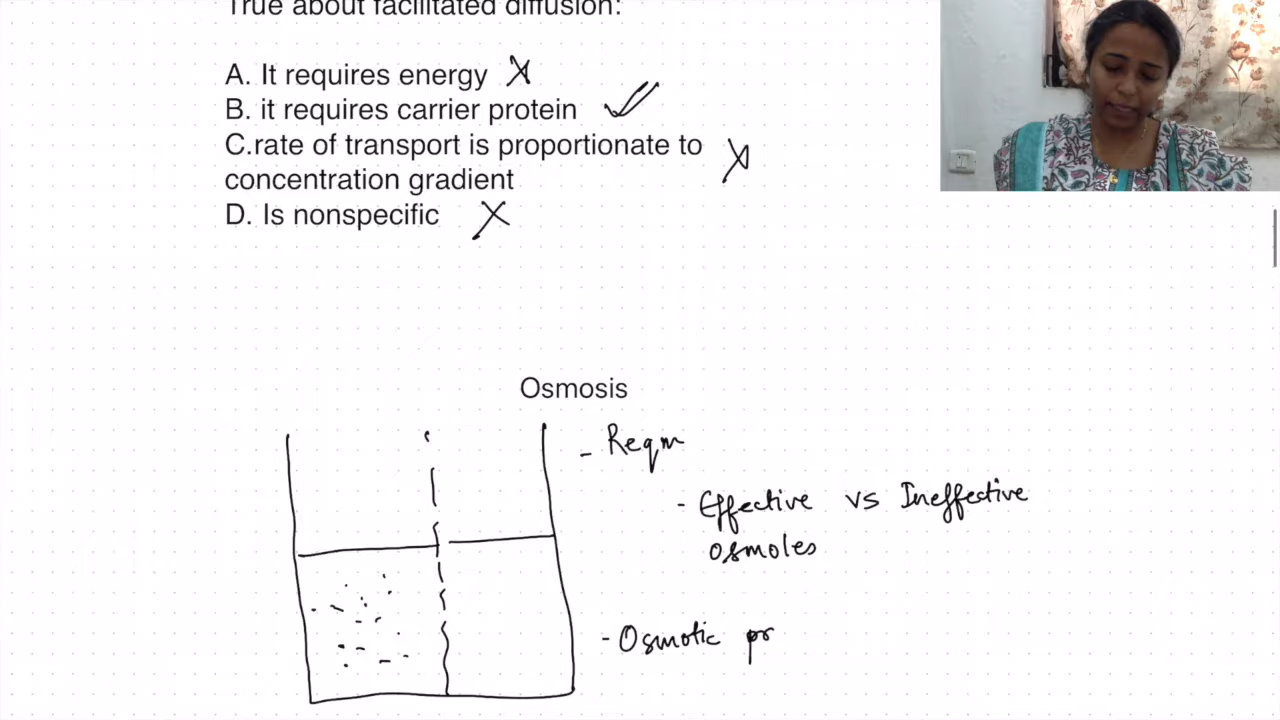 True about facilitated diffusion:
A. It requires energy
B. it requires carrier protein
C.rate of transport is proportionate to
concentration gradient
D. Is nonspecific
Osmosis
- Reqm
- Effective vs Ineffective
osmoles
- Osmotic pr